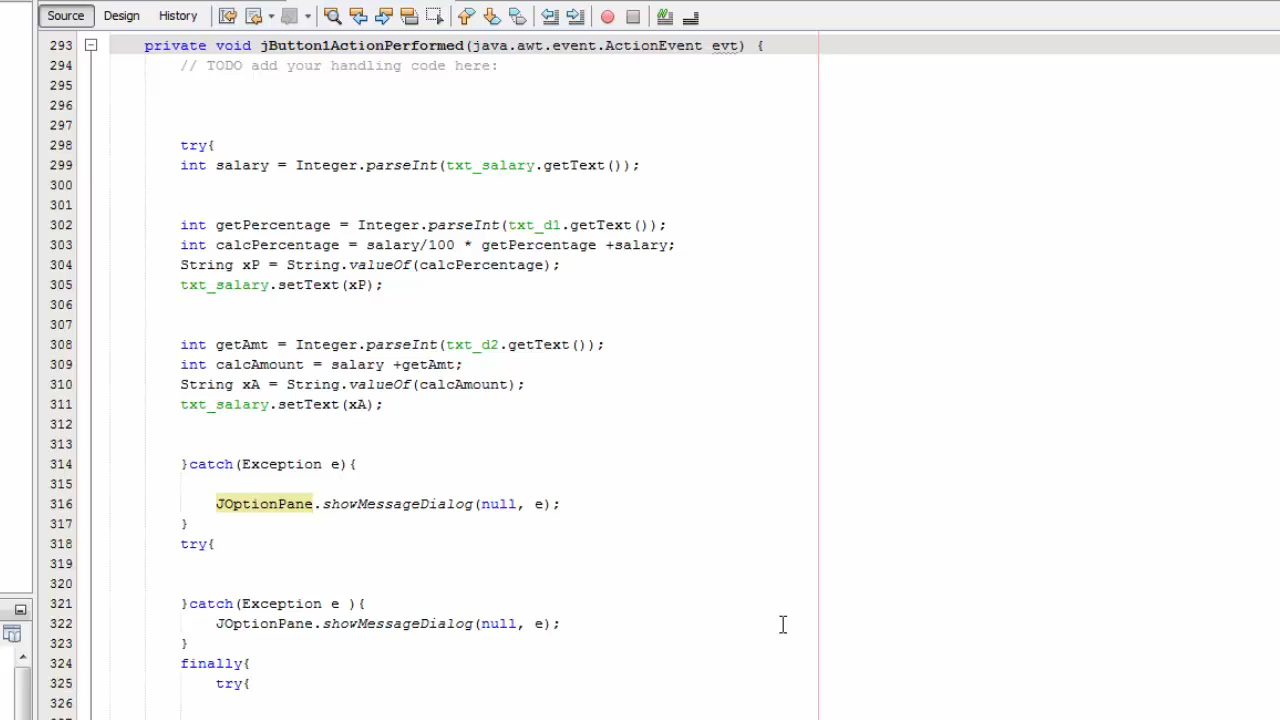 Source Design History
293 private void jButton1ActionPerformed(java.awt.event.ActionEvent evt) {
294 // TODO add your handling code here:
295
296
297
298 try{
299 int salary = Integer.parseInt(txt_salary.getText());
300
301
302 int getPercentage = Integer.parseInt(txt_d1.getText());
303 int calcPercentage = salary/100 * getPercentage +salary;
304 String xP = String.valueOf(calcPercentage);
305 txt_salary.setText(xP);
306
307
308 int getAmt = Integer.parseInt(txt_d2.getText());
309 int calcAmount = salary +getAmt;
310 String xA = String.valueOf(calcAmount);
311 txt_salary.setText(xA);
312
313
314 }catch(Exception e){
315
316 JOptionPane.showMessageDialog(null, e);
317 }
318 try{
319
320
321 }catch(Exception e ){
322 JOptionPane.showMessageDialog(null, e);
323 }
324 finally{
325 try{
326